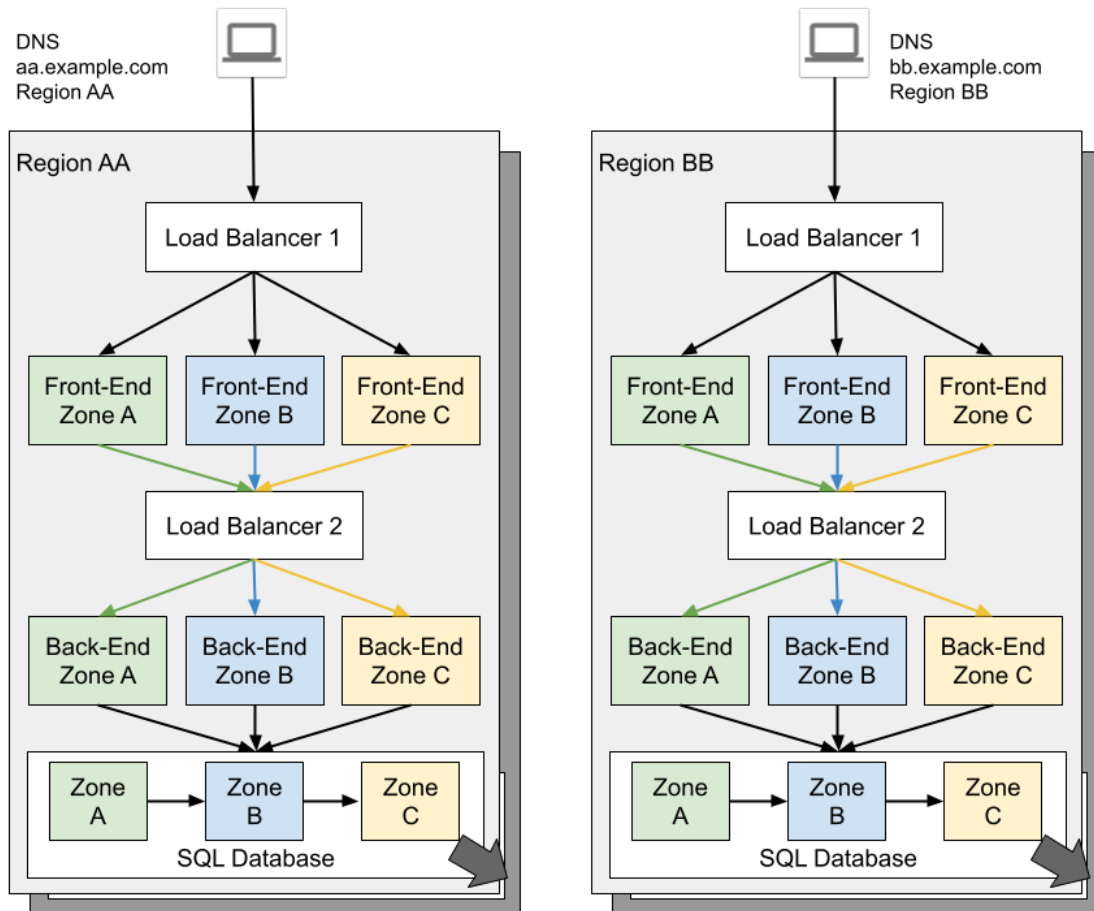 DNS
aa.example.com
Region AA
DNS
bb.example.com
Region BB
Region AA
Load Balancer 1
Front-End
Zone A
Front-End
Zone B
Front-End
Zone C
Load Balancer 2
Back-End
Zone A
Back-End
Zone B
Back-End
Zone C
Zone
A
Zone
B
Zone
C
SQL Database
Region BB
Load Balancer 1
Front-End
Zone A
Front-End
Zone B
Front-End
Zone C
Load Balancer 2
Back-End
Zone A
Back-End
Zone B
Back-End
Zone C
Zone
A
Zone
B
Zone
C
SQL Database